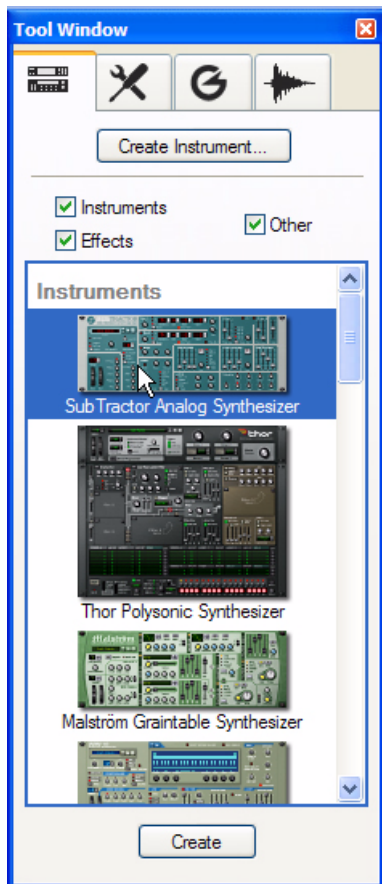 Tool Window
Create Instrument...
Instruments
Effects
Other
Instruments
SubTractor Analog Synthesizer
thor
Thor Polysonic Synthesizer
Malström
Malström Graintable Synthesizer
Create